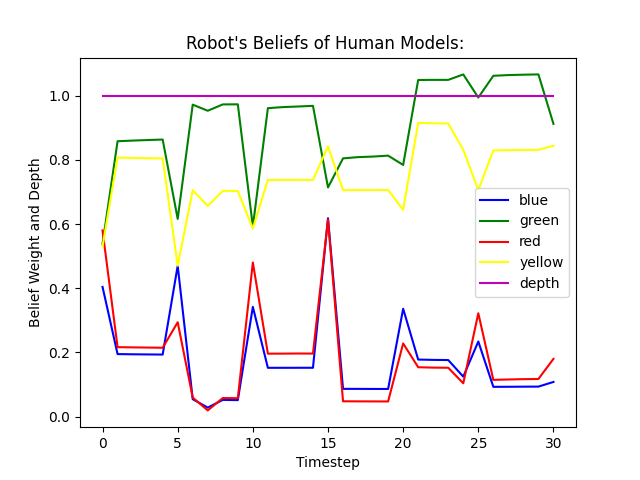 Robot's Beliefs of Human Models:
Belief Weight and Depth
1.0
0.8
0.6
0.4
0.2
0.0
blue
green
red
yellow
depth
0 5 10 15 20 25 30
Timestep